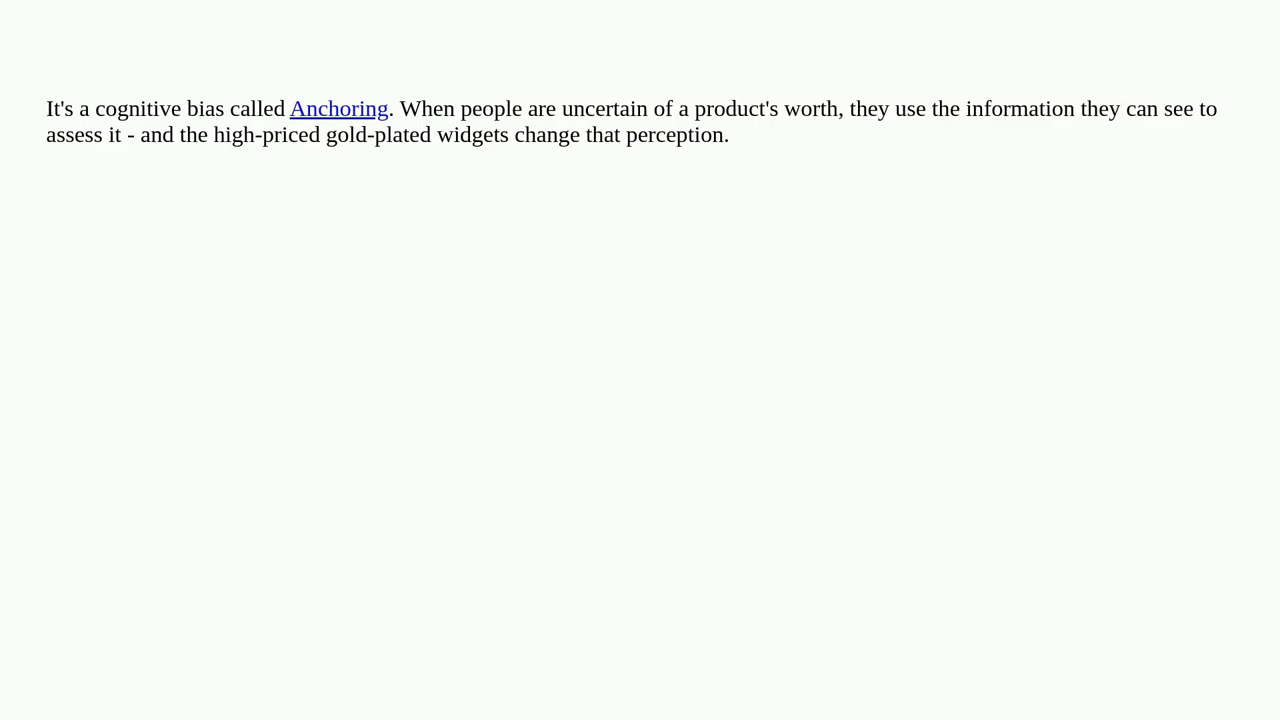 It's a cognitive bias called Anchoring. When people are uncertain of a product's worth, they use the information they can see to
assess it - and the high-priced gold-plated widgets change that perception.